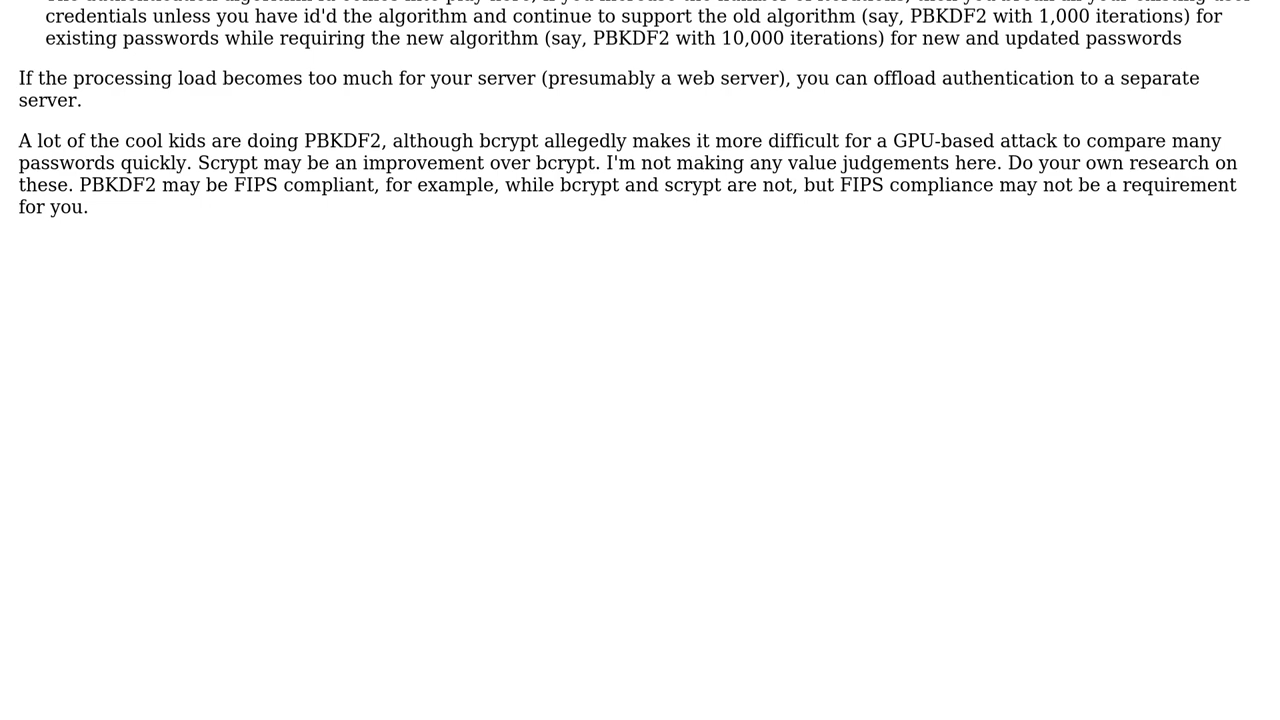 credentials unless you have id'd the algorithm and continue to support the old algorithm (say, PBKDF2 with 1,000 iterations) for
existing passwords while requiring the new algorithm (say, PBKDF2 with 10,000 iterations) for new and updated passwords
If the processing load becomes too much for your server (presumably a web server), you can offload authentication to a separate
server.
A lot of the cool kids are doing PBKDF2, although bcrypt allegedly makes it more difficult for a GPU-based attack to compare many
passwords quickly. Scrypt may be an improvement over bcrypt. I'm not making any value judgements here. Do your own research on
these. PBKDF2 may be FIPS compliant, for example, while bcrypt and scrypt are not, but FIPS compliance may not be a requirement
for you.